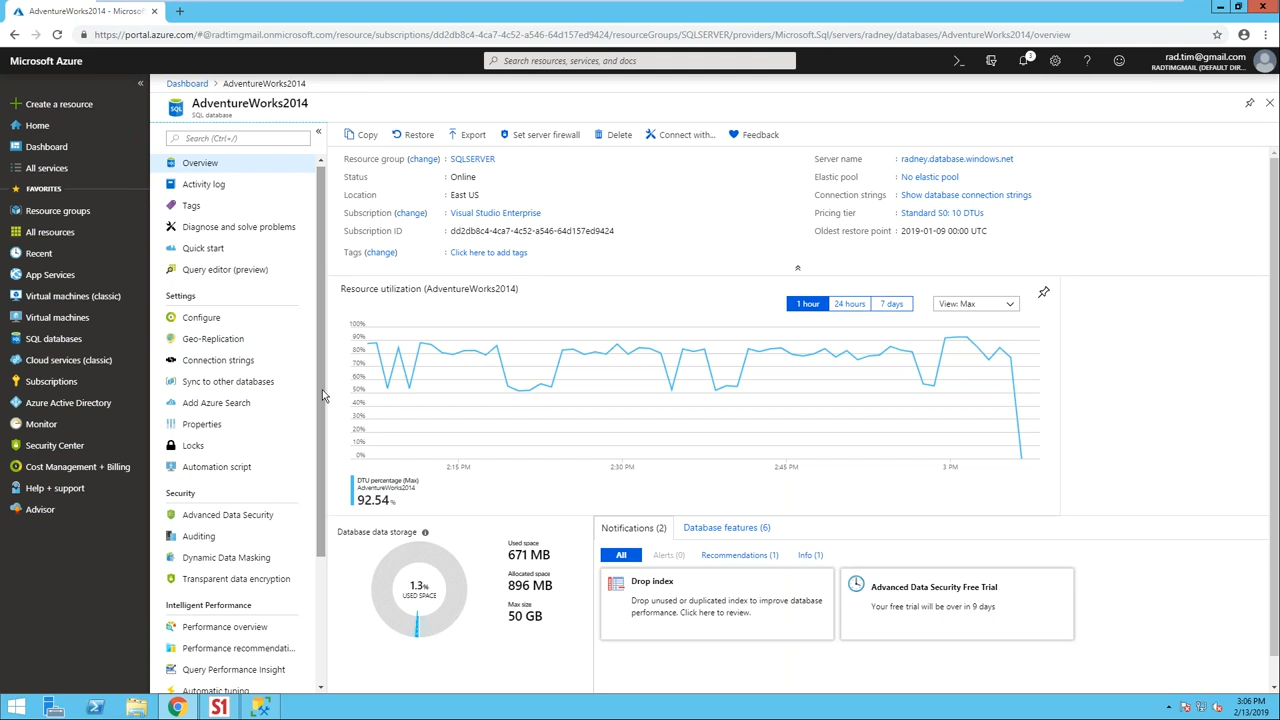 AdventureWorks2014 - Microsof
https://portal.azure.com/#@radtimgmail.onmicrosoft.com/resource/subscriptions/dd2db8c4-4ca7-4c52-a546-64d157ed9424/resourceGroups/SQLSERVER/providers/Microsoft.Sql/servers/radney/databases/AdventureWorks2014/overview
Microsoft Azure
Search resources, services, and docs
3
rad.tim@gmail.com
RADTIMGMAIL (DEFAULT DIR...
Create a resource
Home
Dashboard
All services
FAVORITES
Resource groups
All resources
Recent
App Services
Virtual machines (classic)
Virtual machines
SQL databases
Cloud services (classic)
Subscriptions
Azure Active Directory
Monitor
Security Center
Cost Management + Billing
Help + support
Advisor
Dashboard > AdventureWorks2014
AdventureWorks2014
SQL database
Search (Ctrl+/)
Overview
Activity log
Tags
Diagnose and solve problems
Quick start
Query editor (preview)
Settings
Configure
Geo-Replication
Connection strings
Sync to other databases
Add Azure Search
Properties
Locks
Automation script
Security
Advanced Data Security
Auditing
Dynamic Data Masking
Transparent data encryption
Intelligent Performance
Performance overview
Performance recommendati...
Query Performance Insight
Automatic tuning
Copy Restore Export Set server firewall Delete Connect with... Feedback
Resource group (change) : SQLSERVER
Status : Online
Location : East US
Subscription (change) : Visual Studio Enterprise
Subscription ID : dd2db8c4-4ca7-4c52-a546-64d157ed9424
Tags (change) : Click here to add tags
Server name : radney.database.windows.net
Elastic pool : No elastic pool
Connection strings : Show database connection strings
Pricing tier : Standard S0: 10 DTUs
Oldest restore point : 2019-01-09 00:00 UTC
Resource utilization (AdventureWorks2014)
1 hour 24 hours 7 days View: Max
100%
90%
80%
70%
60%
50%
40%
30%
20%
10%
0%
2:15 PM 2:30 PM 2:45 PM 3 PM
DTU percentage (Max)
AdventureWorks2014
92.54 %
Database data storage
1.3%
USED SPACE
Used space
671 MB
Allocated space
896 MB
Max size
50 GB
Notifications (2) Database features (6)
All Alerts (0) Recommendations (1) Info (1)
Drop index
Drop unused or duplicated index to improve database
performance. Click here to review.
Advanced Data Security Free Trial
Your free trial will be over in 9 days
S1
3:06 PM
2/13/2019